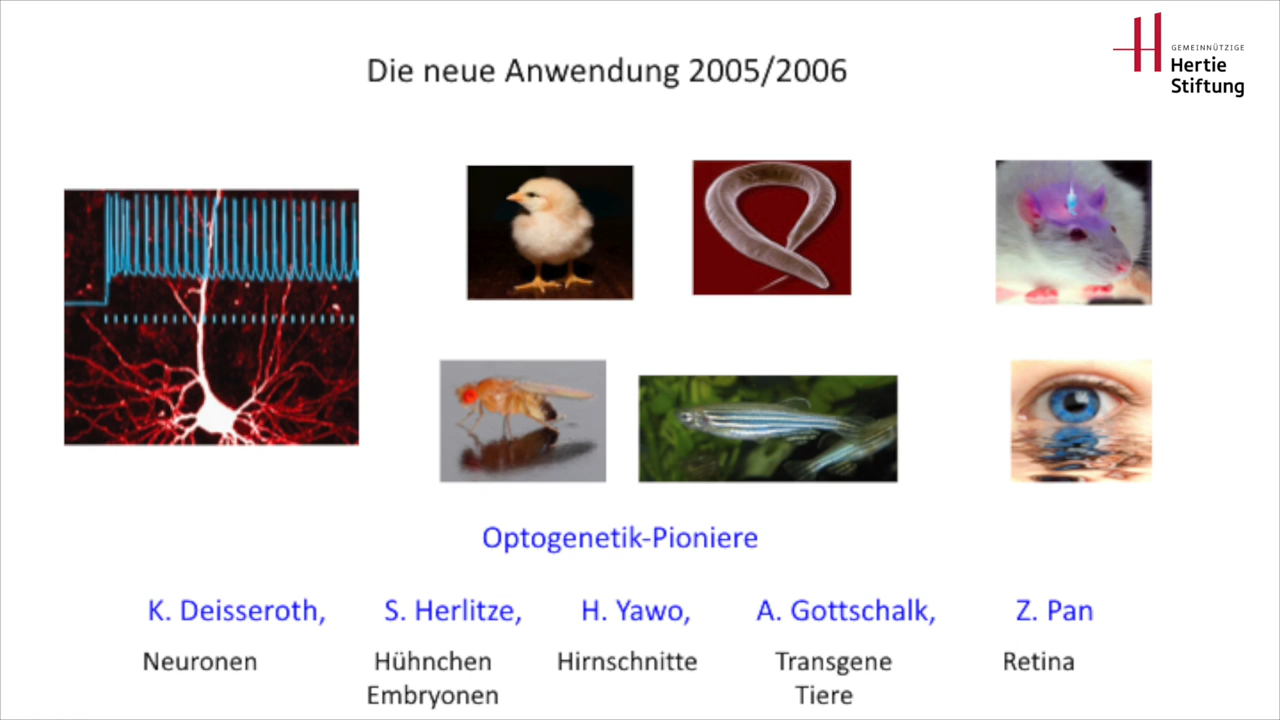 Die neue Anwendung 2005/2006
GEMEINNÜTZIGE
Hertie
Stiftung
Optogenetik-Pioniere
K. Deisseroth, S. Herlitze, H. Yawo, A. Gottschalk, Z. Pan
Neuronen Hühnchen Hirnschnitte Transgene Retina
Embryonen Tiere